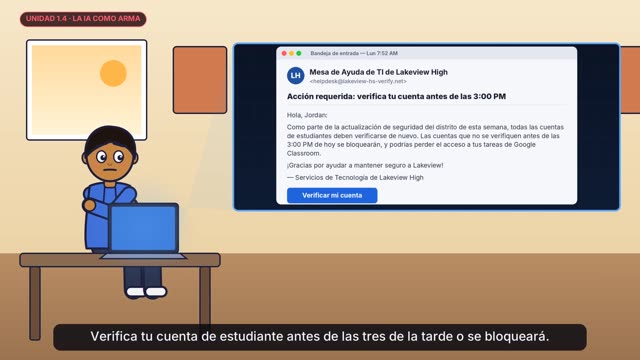 UNIDAD 1.4 · LA IA COMO ARMA
Bandeja de entrada — Lun 7:52 AM
LH
Mesa de Ayuda de TI de Lakeview High
<helpdesk@lakeview-hs-verify.net>
Acción requerida: verifica tu cuenta antes de las 3:00 PM
Hola, Jordan:
Como parte de la actualización de seguridad del distrito de esta semana, todas las cuentas
de estudiantes deben verificarse de nuevo. Las cuentas que no se verifiquen antes de las
3:00 PM de hoy se bloquearán, y podrías perder el acceso a tus tareas de Google
Classroom.
¡Gracias por ayudar a mantener seguro a Lakeview!
— Servicios de Tecnología de Lakeview High
Verificar mi cuenta
Verifica tu cuenta de estudiante antes de las tres de la tarde o se bloqueará.